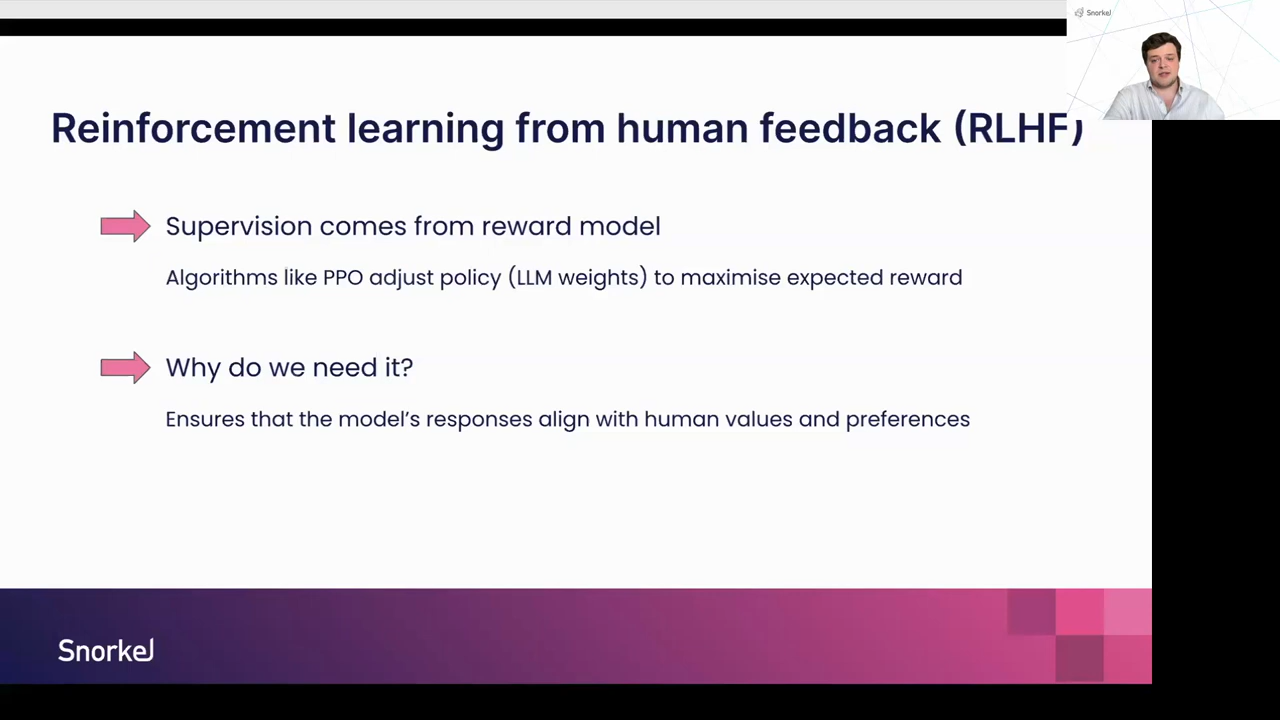 Snorkel
Reinforcement learning from human feedback (RLHF)
Supervision comes from reward model
Algorithms like PPO adjust policy (LLM weights) to maximise expected reward
Why do we need it?
Ensures that the model’s responses align with human values and preferences
Snorkel